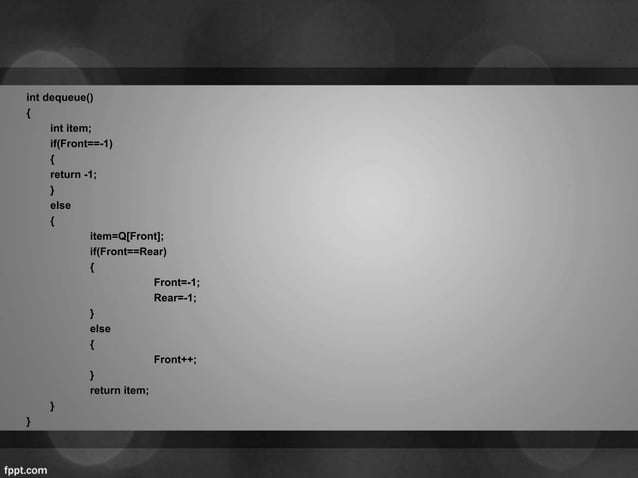 int dequeue()
{
int item;
if(Front==-1)
{
return -1;
}
else
{
item=Q[Front];
if(Front==Rear)
{
Front=-1;
Rear=-1;
}
else
{
Front++;
}
return item;
}
}
fppt.com